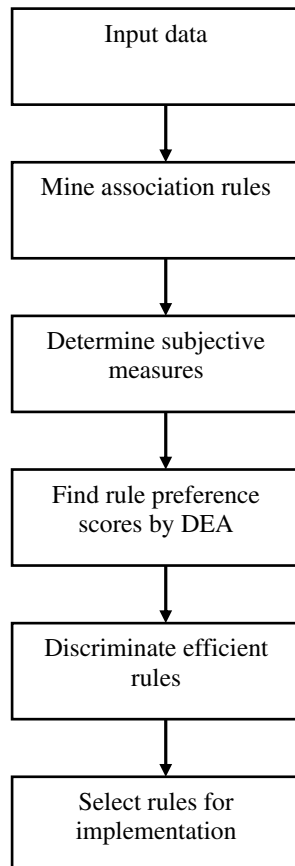 Input data
Mine association rules
Determine subjective
measures
Find rule preference
scores by DEA
Discriminate efficient
rules
Select rules for
implementation